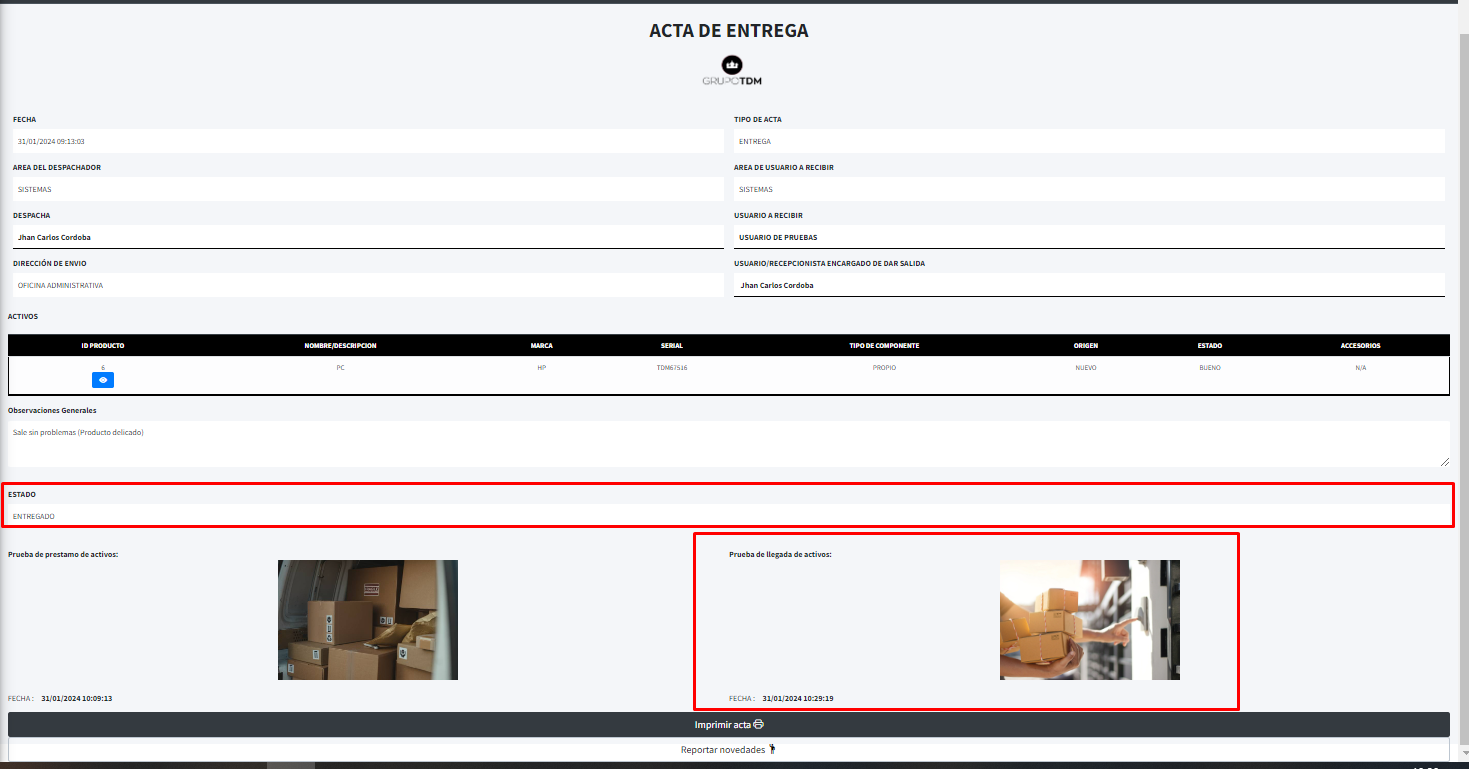 ACTA DE ENTREGA
GRUPOTDM
FECHA
31/01/2024 09:13:03
TIPO DE ACTA
ENTREGA
AREA DEL DESPACHADOR
SISTEMAS
AREA DE USUARIO A RECIBIR
SISTEMAS
DESPACHA
Jhan Carlos Cordoba
USUARIO A RECIBIR
USUARIO DE PRUEBAS
DIRECCIÓN DE ENVIO
OFICINA ADMINISTRATIVA
USUARIO/RECEPCIONISTA ENCARGADO DE DAR SALIDA
Jhan Carlos Cordoba
ACTIVOS
ID PRODUCTO NOMBRE/DESCRIPCION MARCA SERIAL TIPO DE COMPONENTE ORIGEN ESTADO ACCESORIOS
6 PC HP TDM67516 PROPIO NUEVO BUENO N/A
Observaciones Generales
Sale sin problemas (Producto delicado)
ESTADO
ENTREGADO
Prueba de prestamo de activos:
Prueba de llegada de activos:
FECHA : 31/01/2024 10:09:13
FECHA : 31/01/2024 10:29:19
Imprimir acta
Reportar novedades